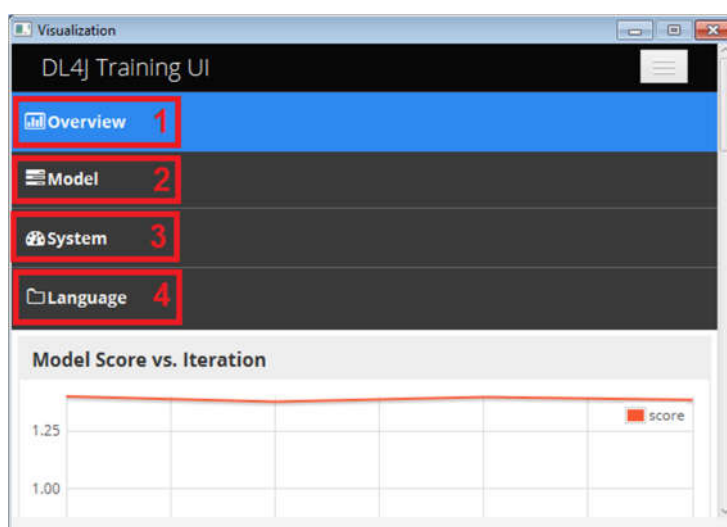 Visualization
DL4J Training UI
Overview 1
Model 2
System 3
Language 4
Model Score vs. Iteration
score
1.25
1.00